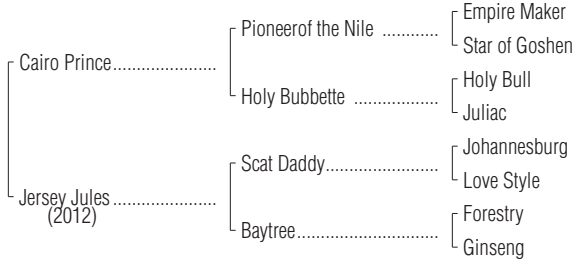 Empire Maker
Pioneerof the Nile ............
Star of Goshen
Cairo Prince......................
Holy Bull
Holy Bubbette ..................
Juliac
Johannesburg
Scat Daddy........................
Love Style
Jersey Jules ......................
(2012)
Forestry
Baytree..............................
Ginseng